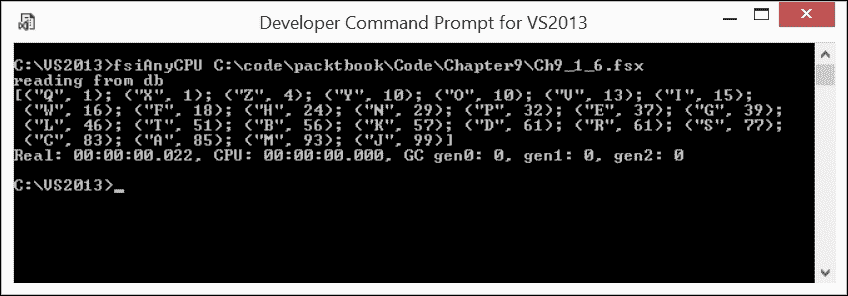 Developer Command Prompt for VS2013
C:\VS2013>fsiAnyCPU C:\code\packtbook\Code\Chapter9\Ch9_1_6.fsx
reading from db
[("Q", 1); ("X", 1); ("Z", 4); ("Y", 10); ("O", 10); ("V", 13); ("I", 15);
("W", 16); ("F", 18); ("H", 24); ("N", 29); ("P", 32); ("E", 37); ("G", 39);
("L", 46); ("T", 51); ("B", 56); ("K", 57); ("D", 61); ("R", 61); ("S", 77);
("C", 83); ("A", 85); ("M", 93); ("J", 99)]
Real: 00:00:00.022, CPU: 00:00:00.000, GC gen0: 0, gen1: 0, gen2: 0
C:\VS2013>_